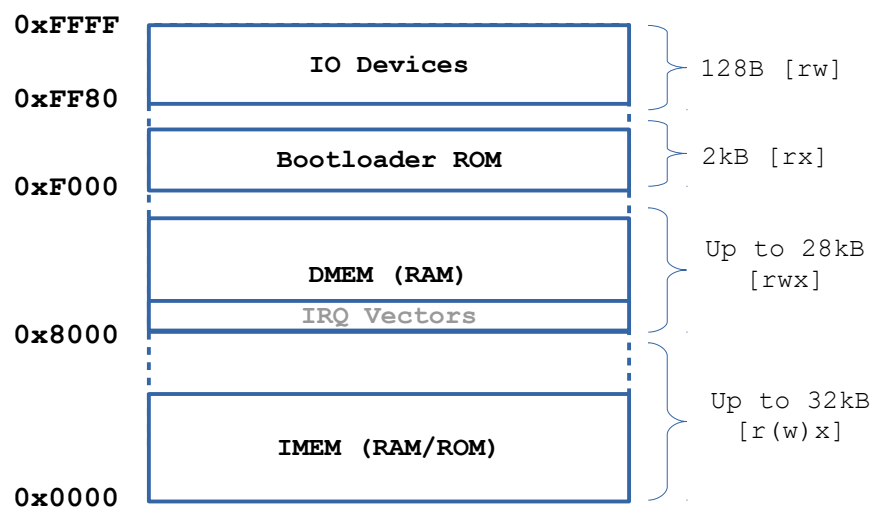 0xFFFF
IO Devices
128B [rw]
0xFF80
Bootloader ROM
2kB [rx]
0xF000
Up to 28kB
[rwx]
DMEM (RAM)
IRQ Vectors
0x8000
Up to 32kB
[r(w)x]
IMEM (RAM/ROM)
0x0000